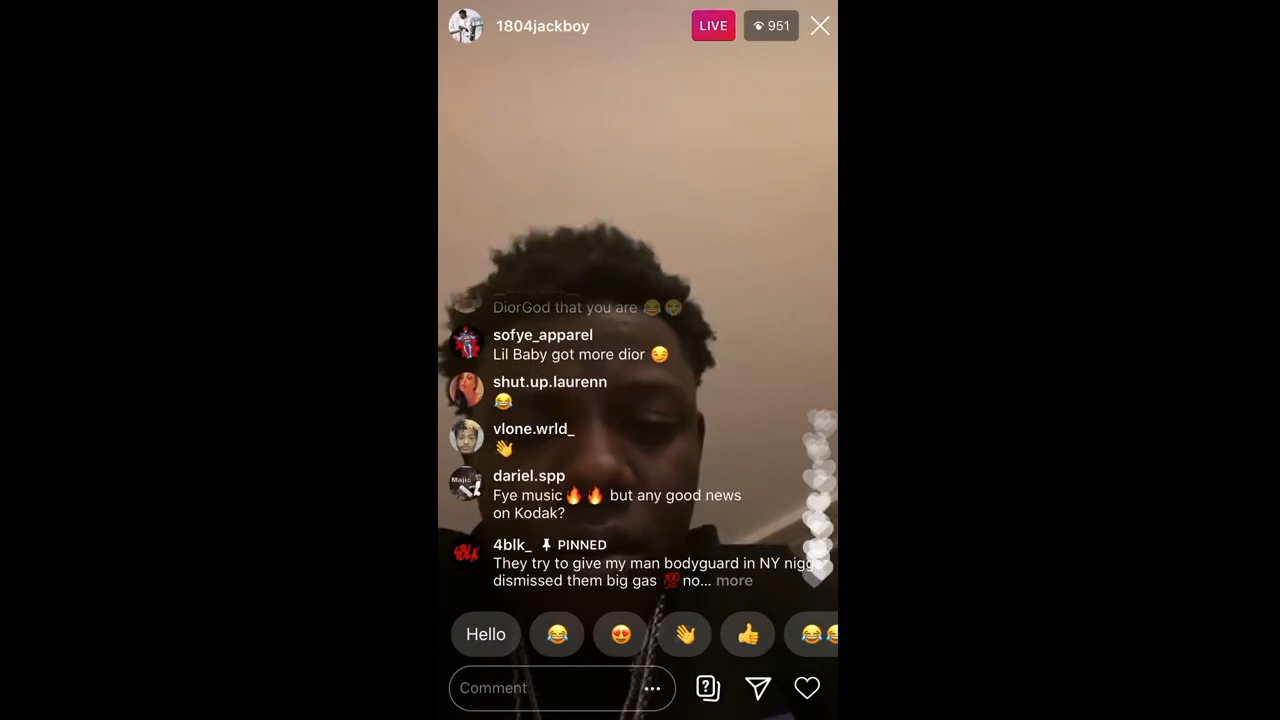 1804jackboy
LIVE
951
DiorGod that you are 😂😭
sofye_apparel
Lil Baby got more dior 😏
shut.up.laurenn
😂
vlone.wrld_
👋
dariel.spp
Majic
Fye music🔥🔥 but any good news
on Kodak?
4blk_ PINNED
They try to give my man bodyguard in NY nigga
dismissed them big gas 💯no... more
Hello
Comment